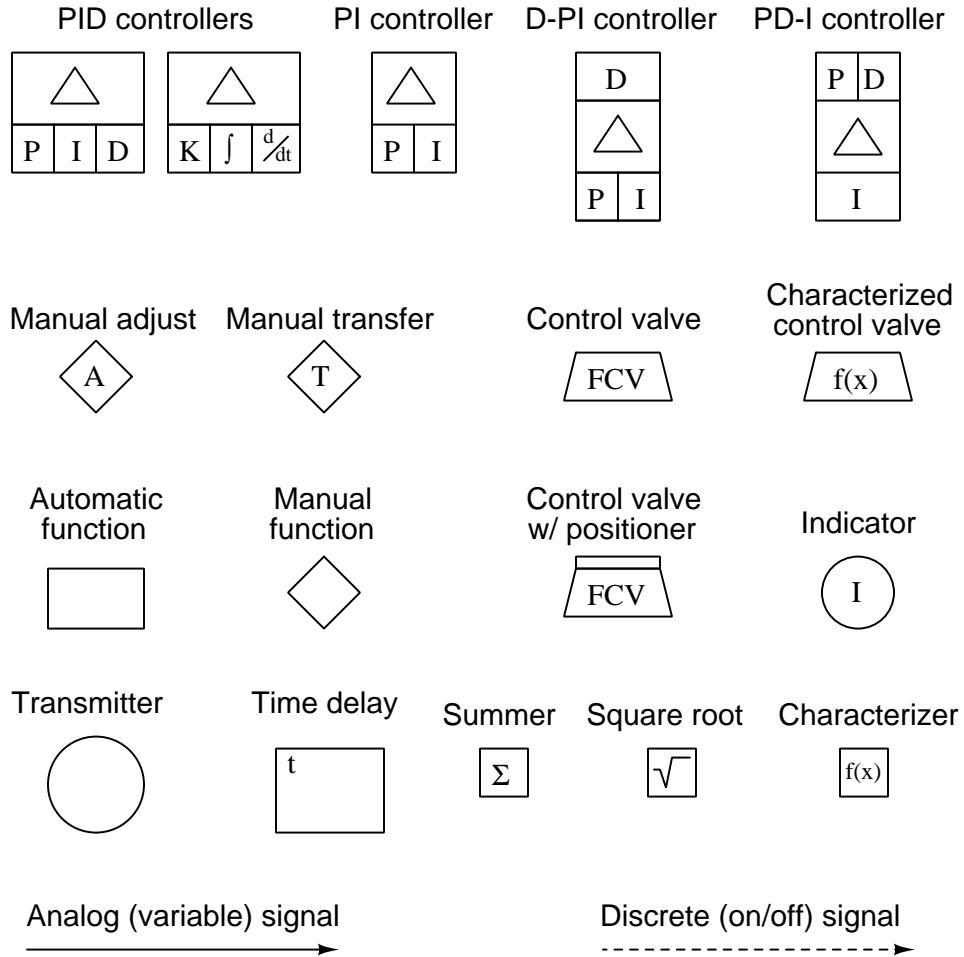 PID controllers
PI controller
D-PI controller
PD-I controller
P I D
K ∫ d/dt
P I
D
P I
P D
I
Manual adjust
A
Manual transfer
T
Control valve
FCV
Characterized
control valve
f(x)
Automatic
function
Manual
function
Control valve
w/ positioner
FCV
Indicator
I
Transmitter
Time delay
t
Summer
Σ
Square root
√
Characterizer
f(x)
Analog (variable) signal
Discrete (on/off) signal